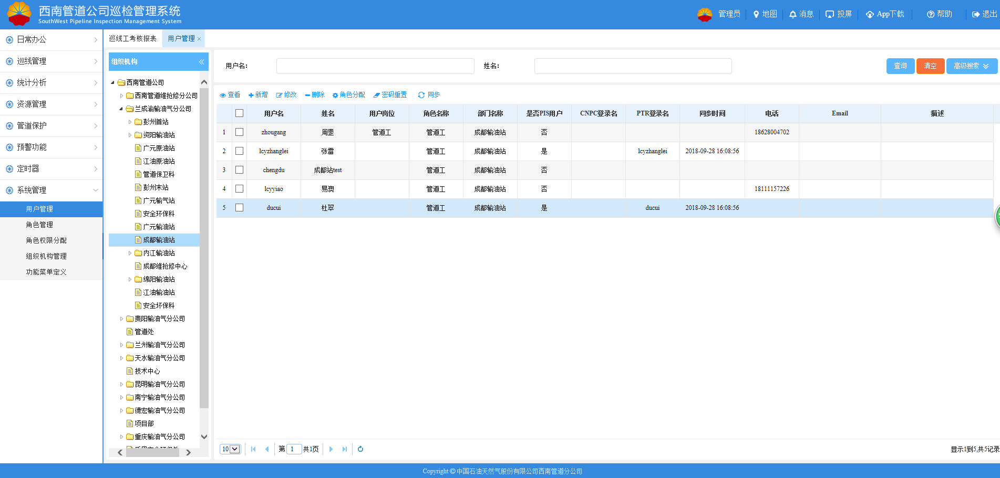 西南管道公司巡检管理系统
SouthWest Pipeline Inspection Management System
管理员 地图 消息 投屏 App下载 帮助 退出
日常办公
巡线管理
统计分析
资源管理
管道保护
预警功能
定时器
系统管理
用户管理
角色管理
角色权限分配
组织机构管理
功能菜单定义
巡线工考核报表 用户管理 ×
组织机构
西南管道公司
西南管道维抢修分公司
兰成渝输油气分公司
彭州首站
资阳输油站
广元原油站
江油原油站
管道保卫科
彭州末站
广元输气站
安全环保科
广元输油站
成都输油站
内江输油站
成都维抢修中心
绵阳输油站
江油输油站
安全环保科
贵阳输油气分公司
管道处
兰州输油气分公司
天水输油气分公司
技术中心
昆明输油气分公司
南宁输油气分公司
德宏输油气分公司
项目部
重庆输油气分公司
用户名: 姓名: 查询 清空 高级搜索
查看 新增 修改 删除 角色分配 密码重置 同步
用户名 姓名 用户岗位 角色名称 部门名称 是否PIS用户 CNPC登录名 PTR登录名 同步时间 电话 Email 描述
1 zhougang 周罡 管道工 管道工 成都输油站 否 18628004702
2 lcyzhanglei 张雷 管道工 成都输油站 是 lcyzhanglei 2018-09-28 16:08:56
3 chengdu 成都站test 管道工 成都输油站 否
4 lcyyiao 易澳 管道工 成都输油站 否 18111157226
5 ducui 杜翠 管道工 成都输油站 是 ducui 2018-09-28 16:08:56
10 第 1 共1页 显示1到5,共5记录
Copyright © 中国石油天然气股份有限公司西南管道分公司